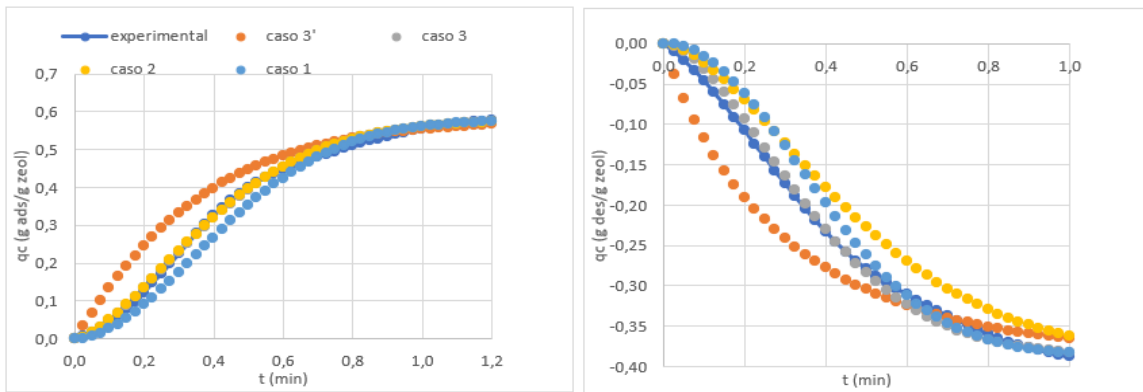 experimental
caso 3'
caso 3
caso 2
caso 1
0,7
0,6
0,5
0,4
0,3
0,2
0,1
0,0
qc (g ads/g zeol)
0,0 0,2 0,4 0,6 0,8 1,0 1,2
t (min)
0,00
-0,05
-0,10
-0,15
-0,20
-0,25
-0,30
-0,35
-0,40
qc (g des/g zeol)
0,0 0,2 0,4 0,6 0,8 1,0
t (min)